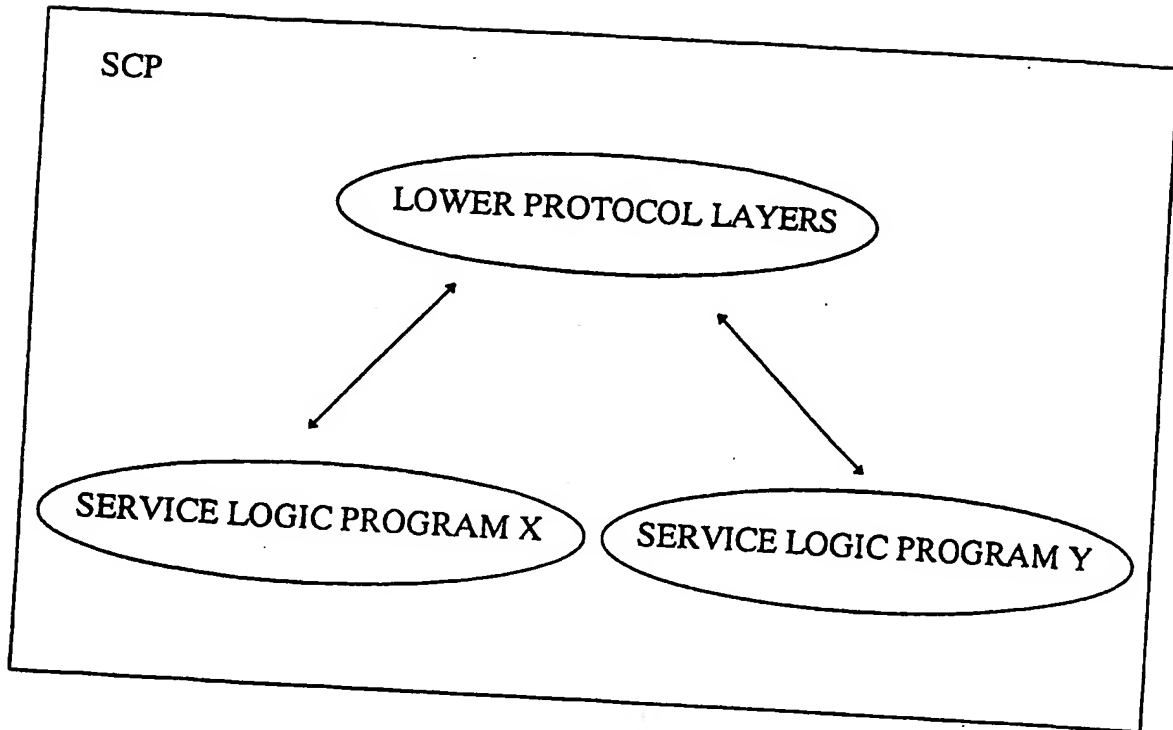 SCP
LOWER PROTOCOL LAYERS
SERVICE LOGIC PROGRAM X
SERVICE LOGIC PROGRAM Y